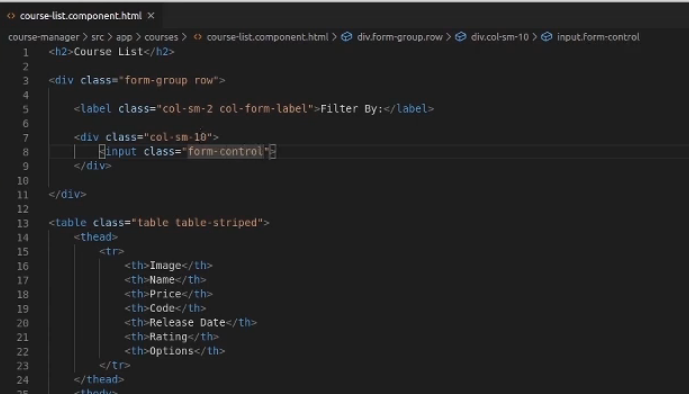 course-list.component.html ×
course-manager > src > app > courses > course-list.component.html > div.form-group.row > div.col-sm-10 > input.form-control
1 <h2>Course List</h2>
2
3 <div class="form-group row">
4
5 <label class="col-sm-2 col-form-label">Filter By:</label>
6
7 <div class="col-sm-10">
8 <input class="form-control">
9 </div>
10
11 </div>
12
13 <table class="table table-striped">
14 <thead>
15 <tr>
16 <th>Image</th>
17 <th>Name</th>
18 <th>Price</th>
19 <th>Code</th>
20 <th>Release Date</th>
21 <th>Rating</th>
22 <th>Options</th>
23 </tr>
24 </thead>
25 <tbody>